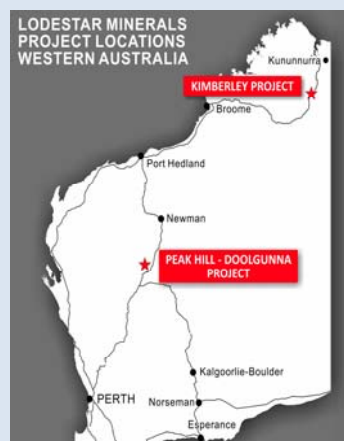 LODESTAR MINERALS
PROJECT LOCATIONS
WESTERN AUSTRALIA
Kununnurra
KIMBERLEY PROJECT
Broome
Port Hedland
Newman
PEAK HILL - DOOLGUNNA
PROJECT
Kalgoorlie-Boulder
PERTH
Norseman
Esperance